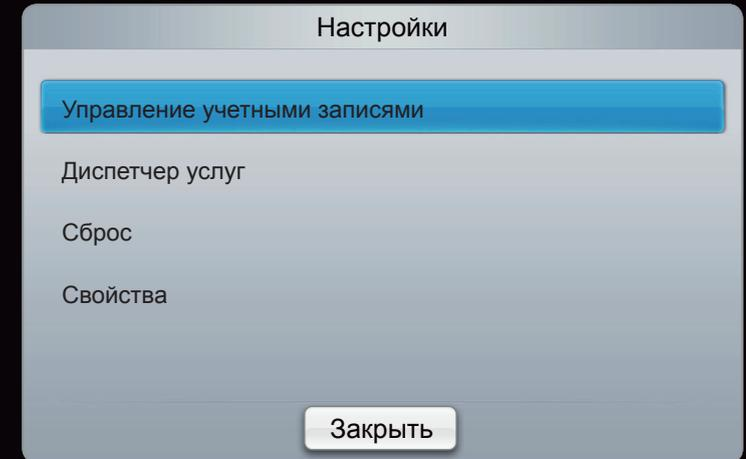 Настройки
Управление учетными записями
Диспетчер услуг
Сброс
Свойства
Закрыть